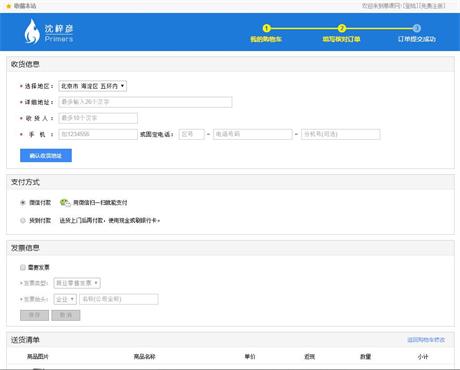 收藏本站
欢迎来到慕课网! [登陆] [免费注册]
沈梓彦
Primers
1 2 3
我的购物车 填写核对订单 订单提交成功
收货信息
* 选择地区: 北京市 海淀区 五环内
* 详细地址: 最多输入26个汉字
* 收 货 人: 最多10个汉字
* 手 机: 如1234556 或固定电话: 区号 - 电话号码 - 分机号(可选)
确认收货地址
支付方式
微信付款 用微信扫一扫就能支付
货到付款 送货上门后再付款，使用现金或刷银行卡。
发票信息
需要发票
* 发票类型: 商业零售发票
* 发票抬头: 企业 名称(公司全称)
保存 取消
送货清单 返回购物车修改
商品图片 商品名称 单价 返现 数量 小计